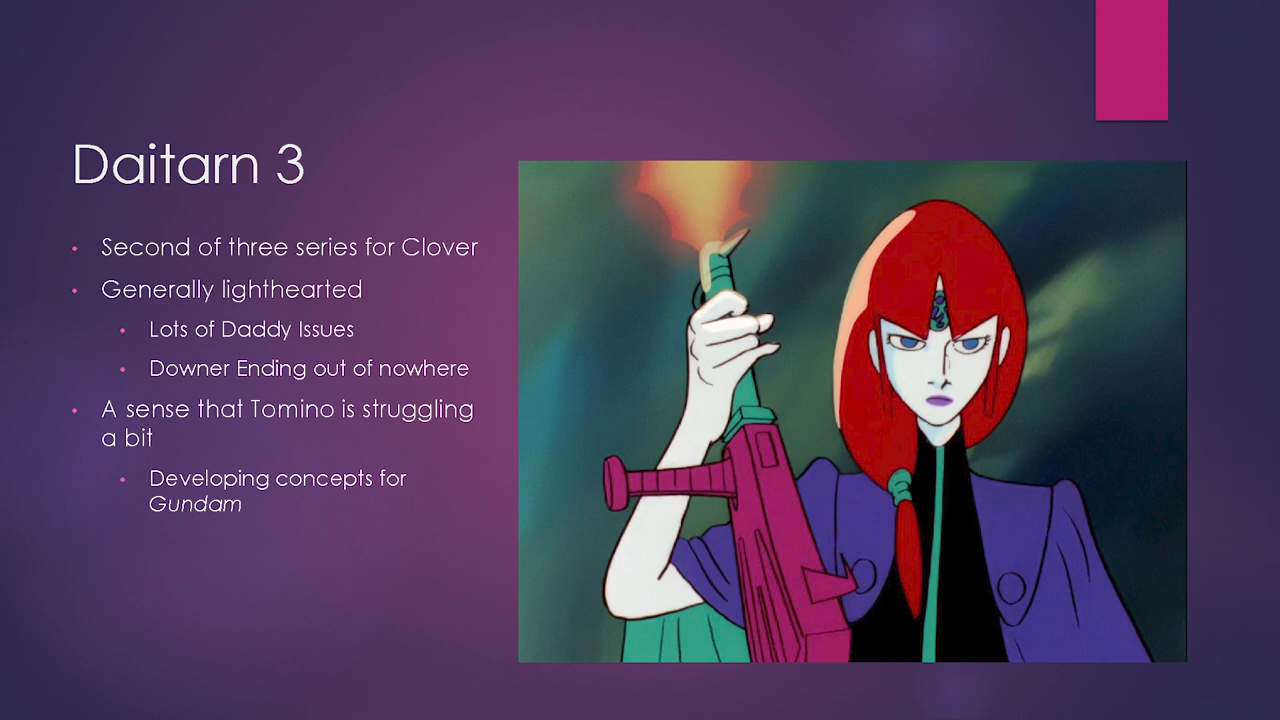 Daitarn 3
• Second of three series for Clover
• Generally lighthearted
• Lots of Daddy Issues
• Downer Ending out of nowhere
• A sense that Tomino is struggling
a bit
• Developing concepts for
Gundam